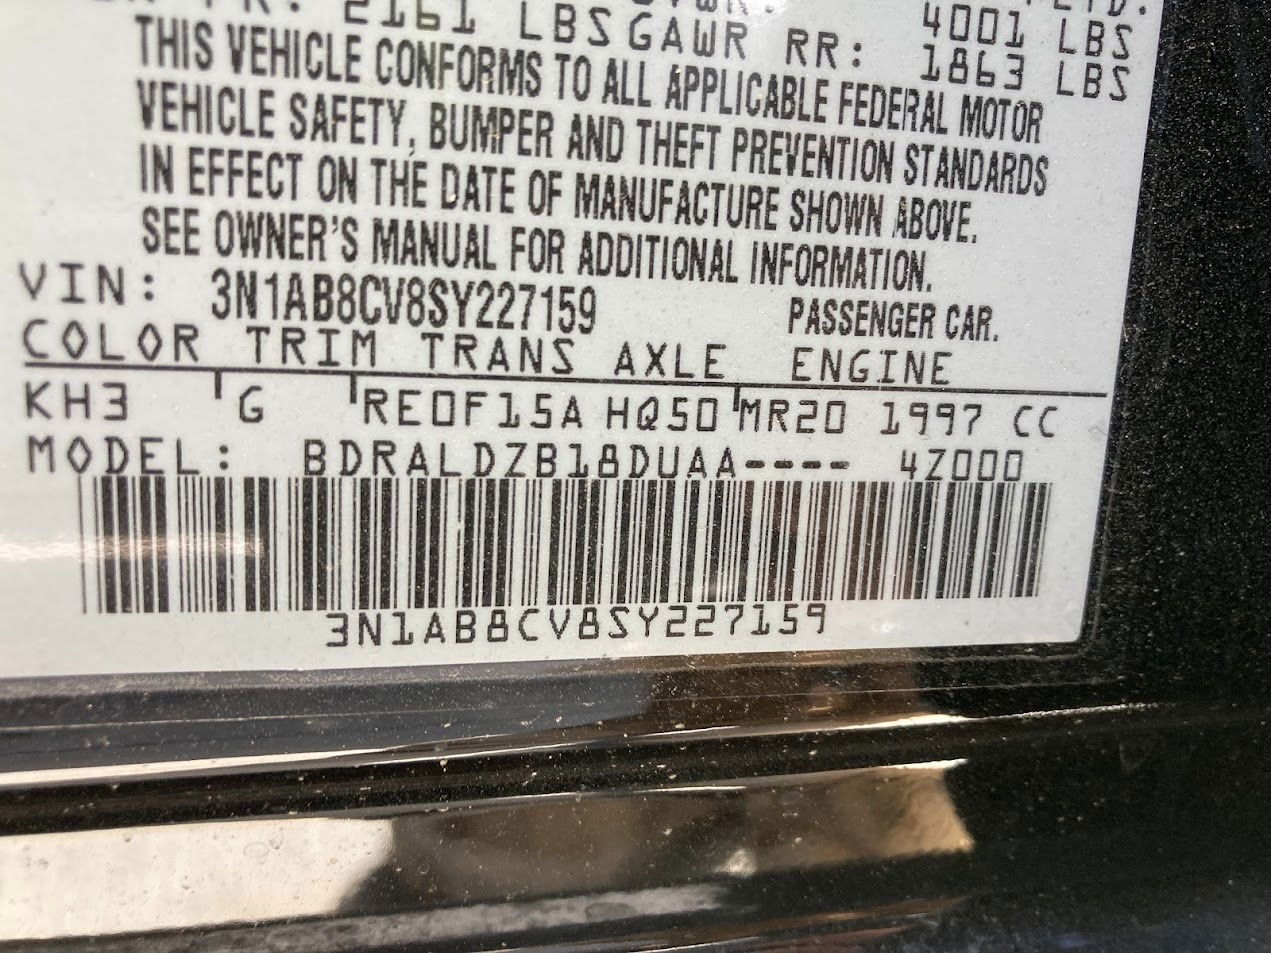 2161 LBS GAWR RR: 4001 LBS
1863 LBS
THIS VEHICLE CONFORMS TO ALL APPLICABLE FEDERAL MOTOR
VEHICLE SAFETY, BUMPER AND THEFT PREVENTION STANDARDS
IN EFFECT ON THE DATE OF MANUFACTURE SHOWN ABOVE.
SEE OWNER'S MANUAL FOR ADDITIONAL INFORMATION.
VIN: 3N1AB8CV8SY227159 PASSENGER CAR.
COLOR TRIM TRANS AXLE ENGINE
KH3 G RE0F15A HQ50 MR20 1997 CC
MODEL: BDRALDZB18DUAA---- 4Z000
3N1AB8CV8SY227159